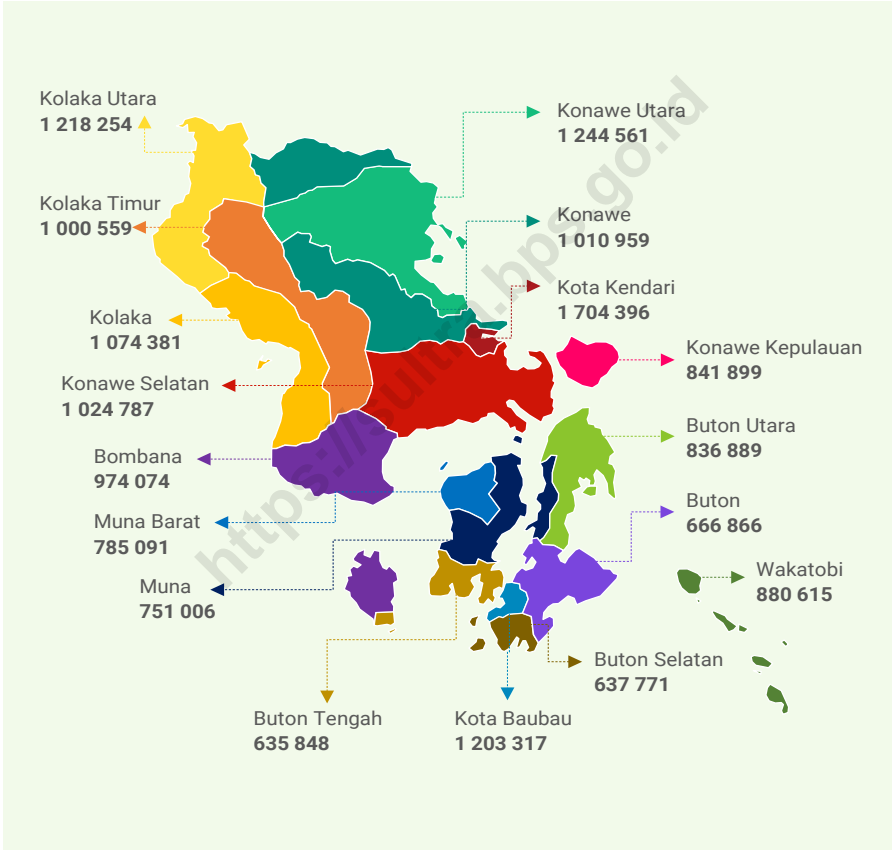 Kolaka Utara
1 218 254
Konawe Utara
1 244 561
Kolaka Timur
1 000 559
Konawe
1 010 959
Kota Kendari
1 704 396
Kolaka
1 074 381
Konawe Kepulauan
841 899
Konawe Selatan
1 024 787
Buton Utara
836 889
Bombana
974 074
Buton
666 866
Muna Barat
785 091
Wakatobi
880 615
Muna
751 006
Buton Selatan
637 771
Buton Tengah
635 848
Kota Baubau
1 203 317
https://sultra.bps.go.id